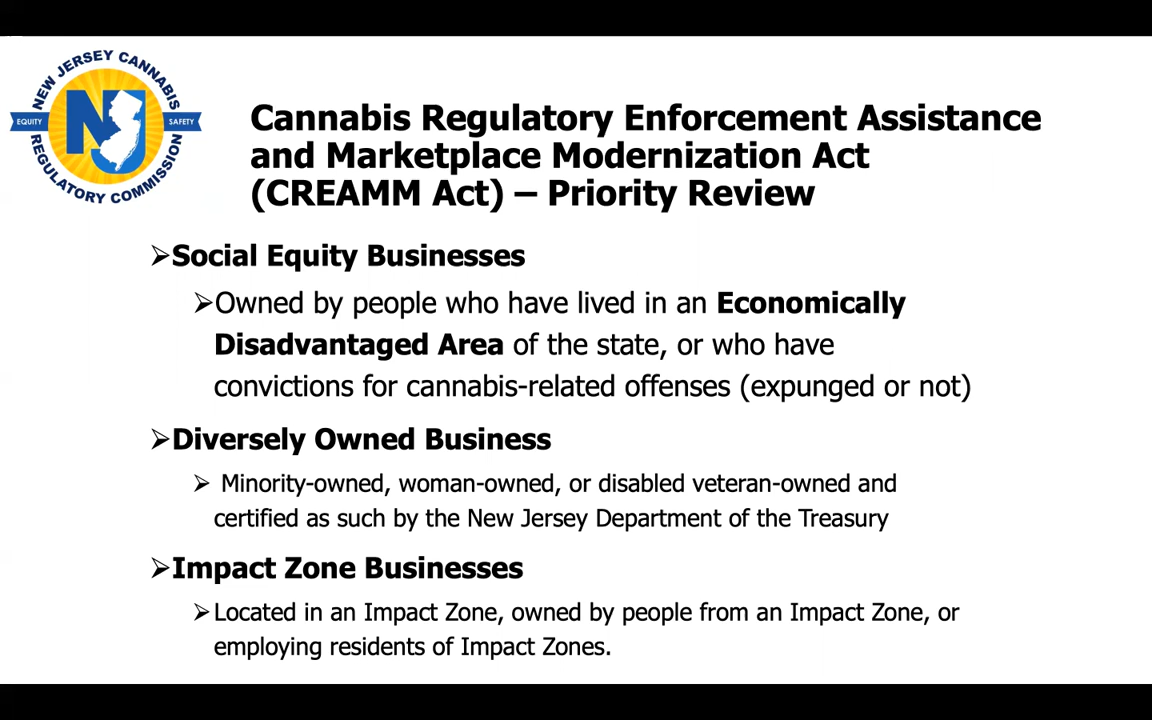 NEW JERSEY CANNABIS
EQUITY
NJ
SAFETY
REGULATORY COMMISSION
Cannabis Regulatory Enforcement Assistance
and Marketplace Modernization Act
(CREAMM Act) – Priority Review
➢Social Equity Businesses
➢Owned by people who have lived in an Economically
Disadvantaged Area of the state, or who have
convictions for cannabis-related offenses (expunged or not)
➢Diversely Owned Business
➢ Minority-owned, woman-owned, or disabled veteran-owned and
certified as such by the New Jersey Department of the Treasury
➢Impact Zone Businesses
➢Located in an Impact Zone, owned by people from an Impact Zone, or
employing residents of Impact Zones.